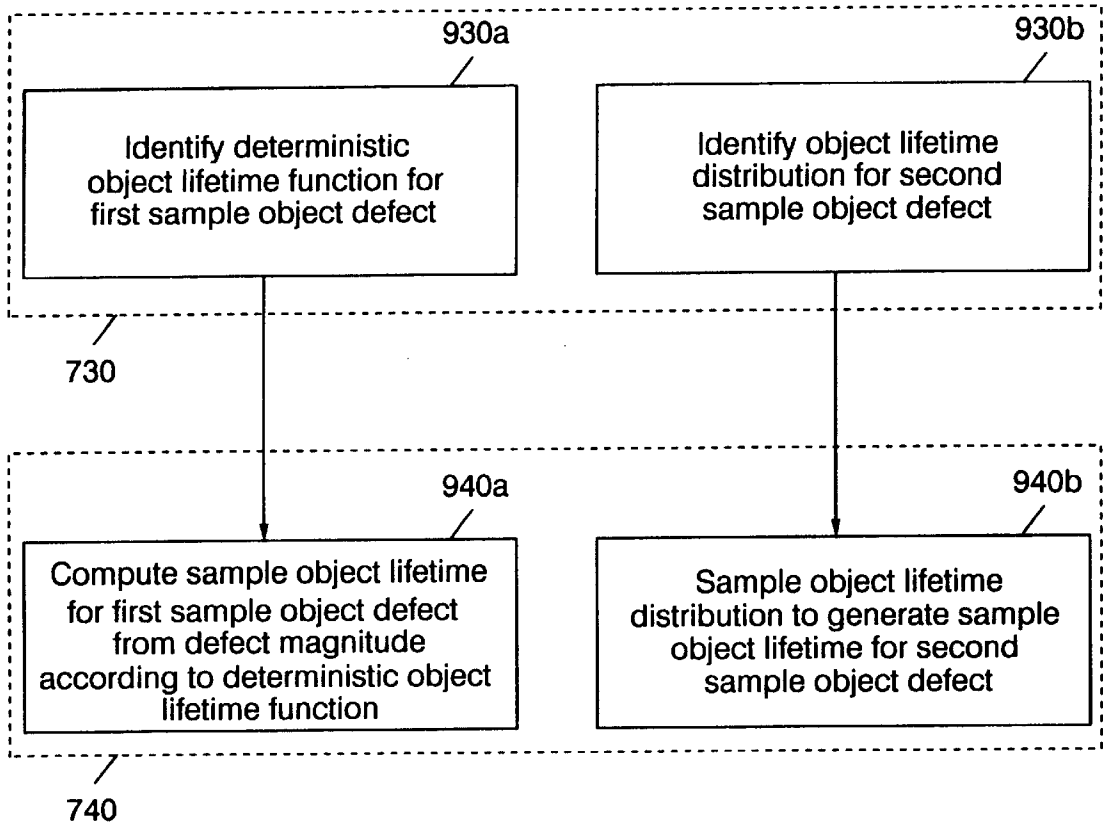 930a
930b
Identify deterministic
object lifetime function for
first sample object defect
Identify object lifetime
distribution for second
sample object defect
730
940a
940b
Compute sample object lifetime
for first sample object defect
from defect magnitude
according to deterministic object
lifetime function
Sample object lifetime
distribution to generate sample
object lifetime for second
sample object defect
740